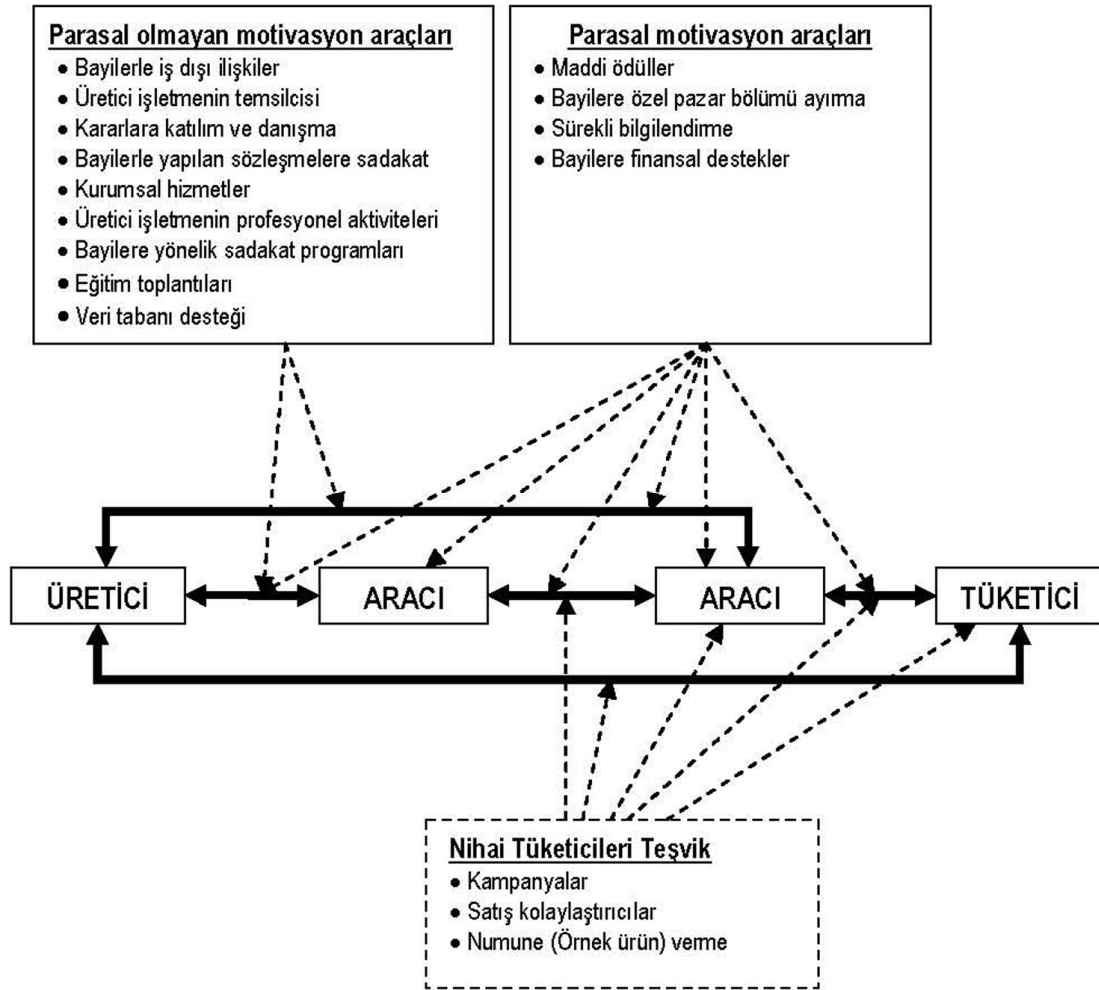 Parasal olmayan motivasyon araçları
• Bayilerle iş dışı ilişkiler
• Üretici işletmenin temsilcisi
• Kararlara katılım ve danışma
• Bayilerle yapılan sözleşmelere sadakat
• Kurumsal hizmetler
• Üretici işletmenin profesyonel aktiviteleri
• Bayilere yönelik sadakat programları
• Eğitim toplantıları
• Veri tabanı desteği
Parasal motivasyon araçları
• Maddi ödüller
• Bayilere özel pazar bölümü ayırma
• Sürekli bilgilendirme
• Bayilere finansal destekler
ÜRETİCİ
ARACI
ARACI
TÜKETİCİ
Nihai Tüketicileri Teşvik
• Kampanyalar
• Satış kolaylaştırıcılar
• Numune (Örnek ürün) verme